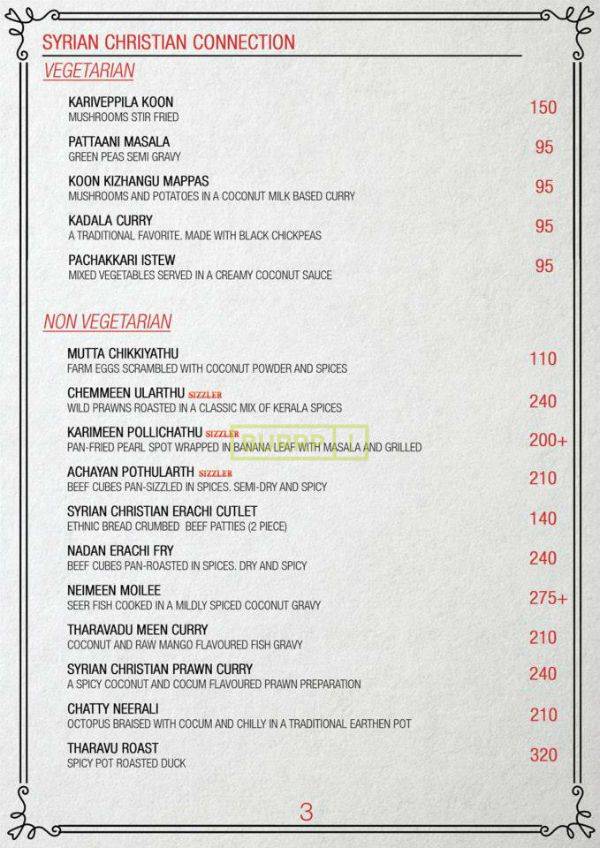 SYRIAN CHRISTIAN CONNECTION
VEGETARIAN
KARIVEPPILA KOON 150
MUSHROOMS STIR FRIED
PATTAANI MASALA 95
GREEN PEAS SEMI GRAVY
KOON KIZHANGU MAPPAS 95
MUSHROOMS AND POTATOES IN A COCONUT MILK BASED CURRY
KADALA CURRY 95
A TRADITIONAL FAVORITE. MADE WITH BLACK CHICKPEAS
PACHAKKARI ISTEW 95
MIXED VEGETABLES SERVED IN A CREAMY COCONUT SAUCE
NON VEGETARIAN
MUTTA CHIKKIYATHU 110
FARM EGGS SCRAMBLED WITH COCONUT POWDER AND SPICES
CHEMMEEN ULARTHU SIZZLER 240
WILD PRAWNS ROASTED IN A CLASSIC MIX OF KERALA SPICES
KARIMEEN POLLICHATHU SIZZLER 200+
PAN-FRIED PEARL SPOT WRAPPED IN BANANA LEAF WITH MASALA AND GRILLED
ACHAYAN POTHULARTH SIZZLER 210
BEEF CUBES PAN-SIZZLED IN SPICES. SEMI-DRY AND SPICY
SYRIAN CHRISTIAN ERACHI CUTLET 140
ETHNIC BREAD CRUMBED BEEF PATTIES (2 PIECE)
NADAN ERACHI FRY 240
BEEF CUBES PAN-ROASTED IN SPICES. DRY AND SPICY
NEIMEEN MOILEE 275+
SEER FISH COOKED IN A MILDLY SPICED COCONUT GRAVY
THARAVADU MEEN CURRY 210
COCONUT AND RAW MANGO FLAVOURED FISH GRAVY
SYRIAN CHRISTIAN PRAWN CURRY 240
A SPICY COCONUT AND COCUM FLAVOURED PRAWN PREPARATION
CHATTY NEERALI 210
OCTOPUS BRAISED WITH COCUM AND CHILLY IN A TRADITIONAL EARTHEN POT
THARAVU ROAST 320
SPICY POT ROASTED DUCK
3